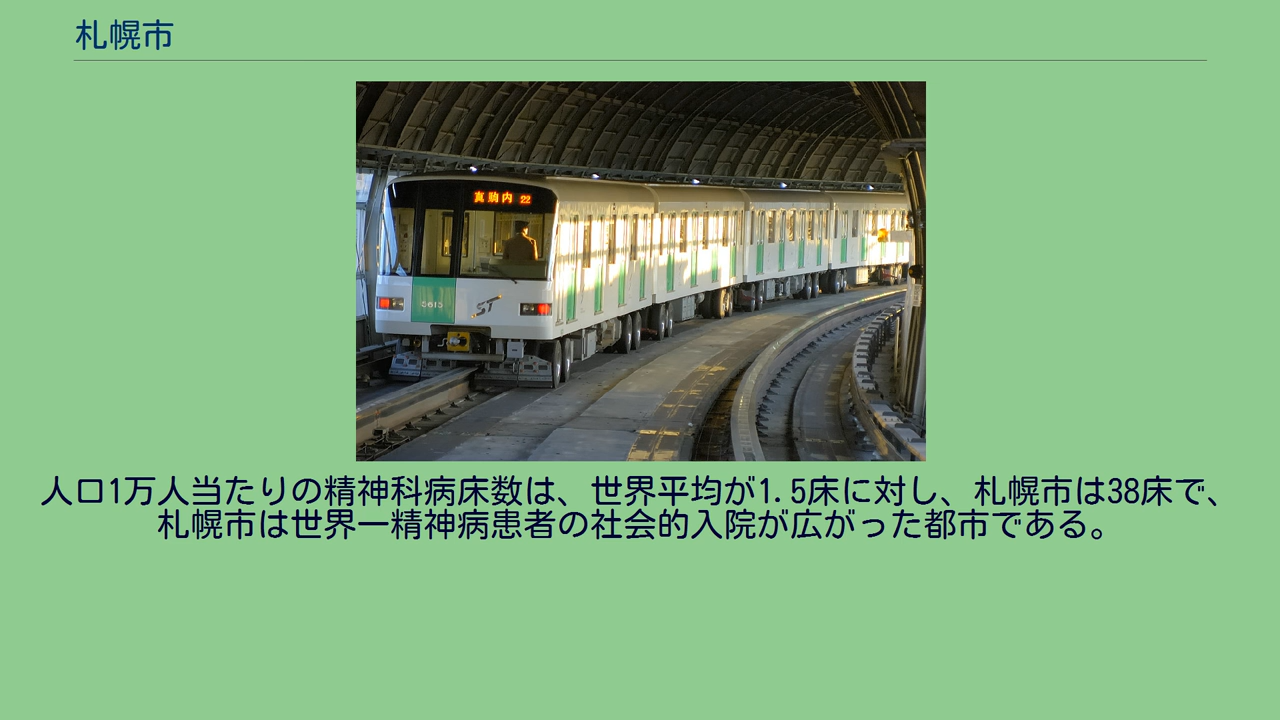 札幌市
真駒内 22
5615
ST
人口1万人当たりの精神科病床数は、世界平均が1.5床に対し、札幌市は38床で、
札幌市は世界一精神病患者の社会的入院が広がった都市である。